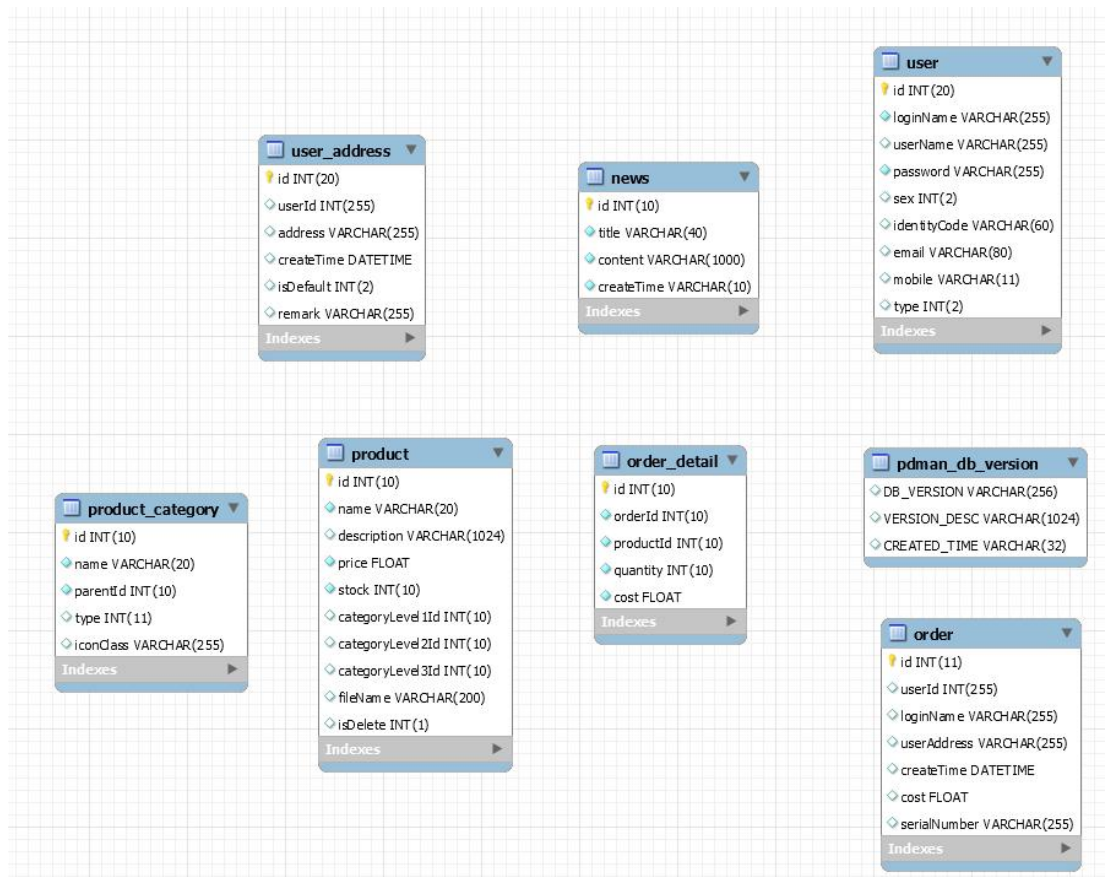 user
id INT(20)
loginName VARCHAR(255)
userName VARCHAR(255)
password VARCHAR(255)
sex INT(2)
identityCode VARCHAR(60)
email VARCHAR(80)
mobile VARCHAR(11)
type INT(2)
Indexes
user_address
id INT(20)
userId INT(255)
address VARCHAR(255)
createTime DATETIME
isDefault INT(2)
remark VARCHAR(255)
Indexes
news
id INT(10)
title VARCHAR(40)
content VARCHAR(1000)
createTime VARCHAR(10)
Indexes
product
id INT(10)
name VARCHAR(20)
description VARCHAR(1024)
price FLOAT
stock INT(10)
categoryLevel1Id INT(10)
categoryLevel2Id INT(10)
categoryLevel3Id INT(10)
fileName VARCHAR(200)
isDelete INT(1)
Indexes
order_detail
id INT(10)
orderId INT(10)
productId INT(10)
quantity INT(10)
cost FLOAT
Indexes
pdman_db_version
DB_VERSION VARCHAR(256)
VERSION_DESC VARCHAR(1024)
CREATED_TIME VARCHAR(32)
product_category
id INT(10)
name VARCHAR(20)
parentId INT(10)
type INT(11)
iconClass VARCHAR(255)
Indexes
order
id INT(11)
userId INT(255)
loginName VARCHAR(255)
userAddress VARCHAR(255)
createTime DATETIME
cost FLOAT
serialNumber VARCHAR(255)
Indexes